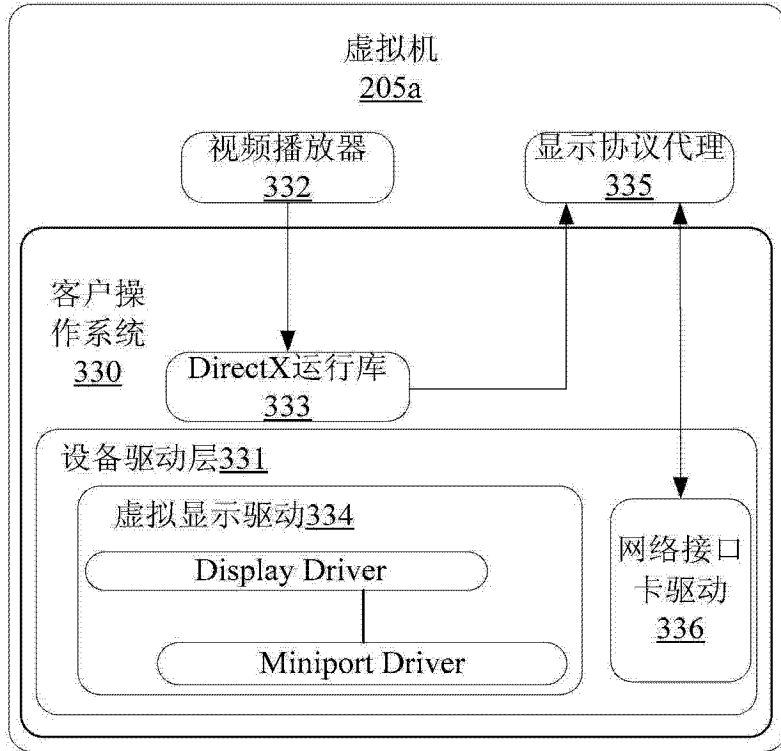 虚拟机
205a
视频播放器
332
显示协议代理
335
客户操
作系统
330
DirectX运行库
333
设备驱动层331
虚拟显示驱动334
Display Driver
Miniport Driver
网络接口
卡驱动
336